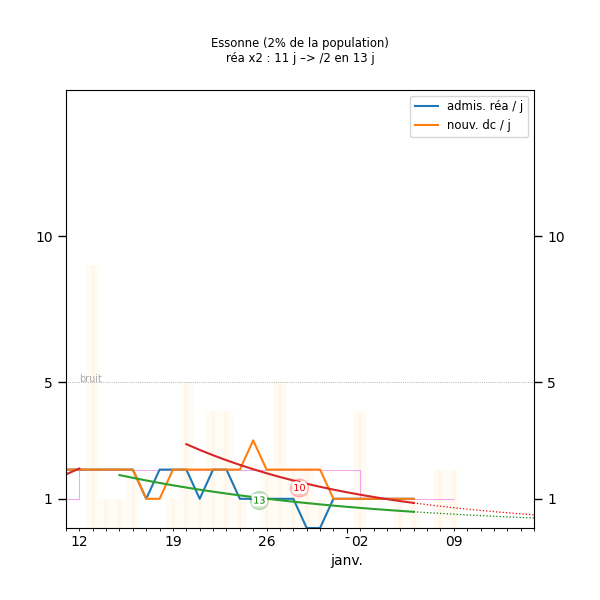 Essonne (2% de la population)
réa x2 : 11 j –> /2 en 13 j
admis. réa / j
nouv. dc / j
10
10
bruit
5
5
10
13
1
1
12
19
26
02
09
janv.